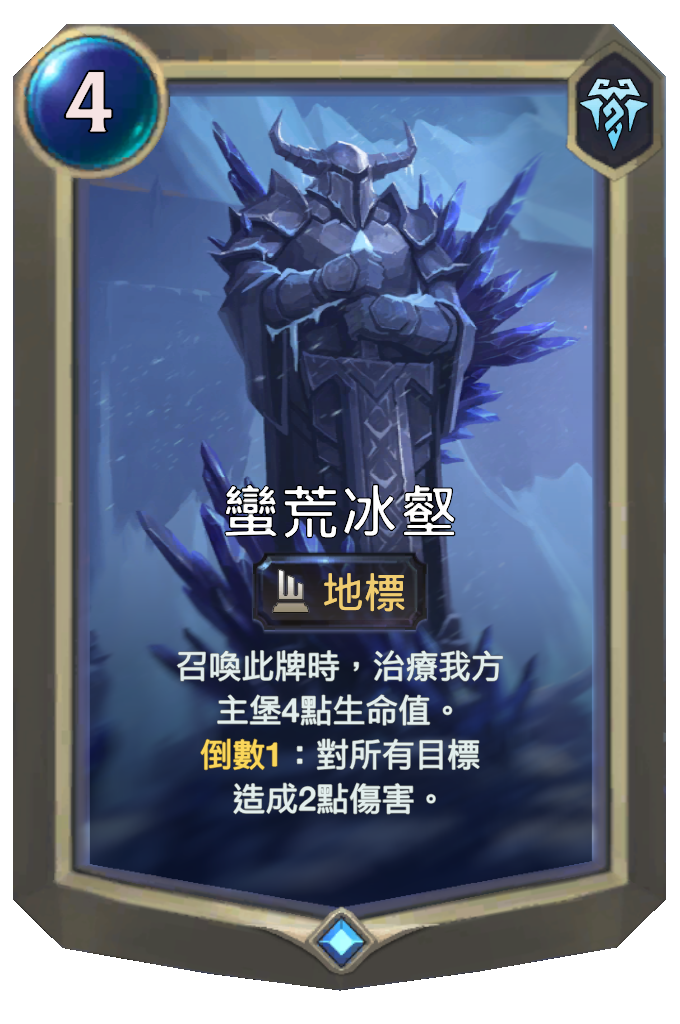 4
蠻荒冰壑
地標
召喚此牌時，治療我方
主堡4點生命值。
倒數1：對所有目標
造成2點傷害。